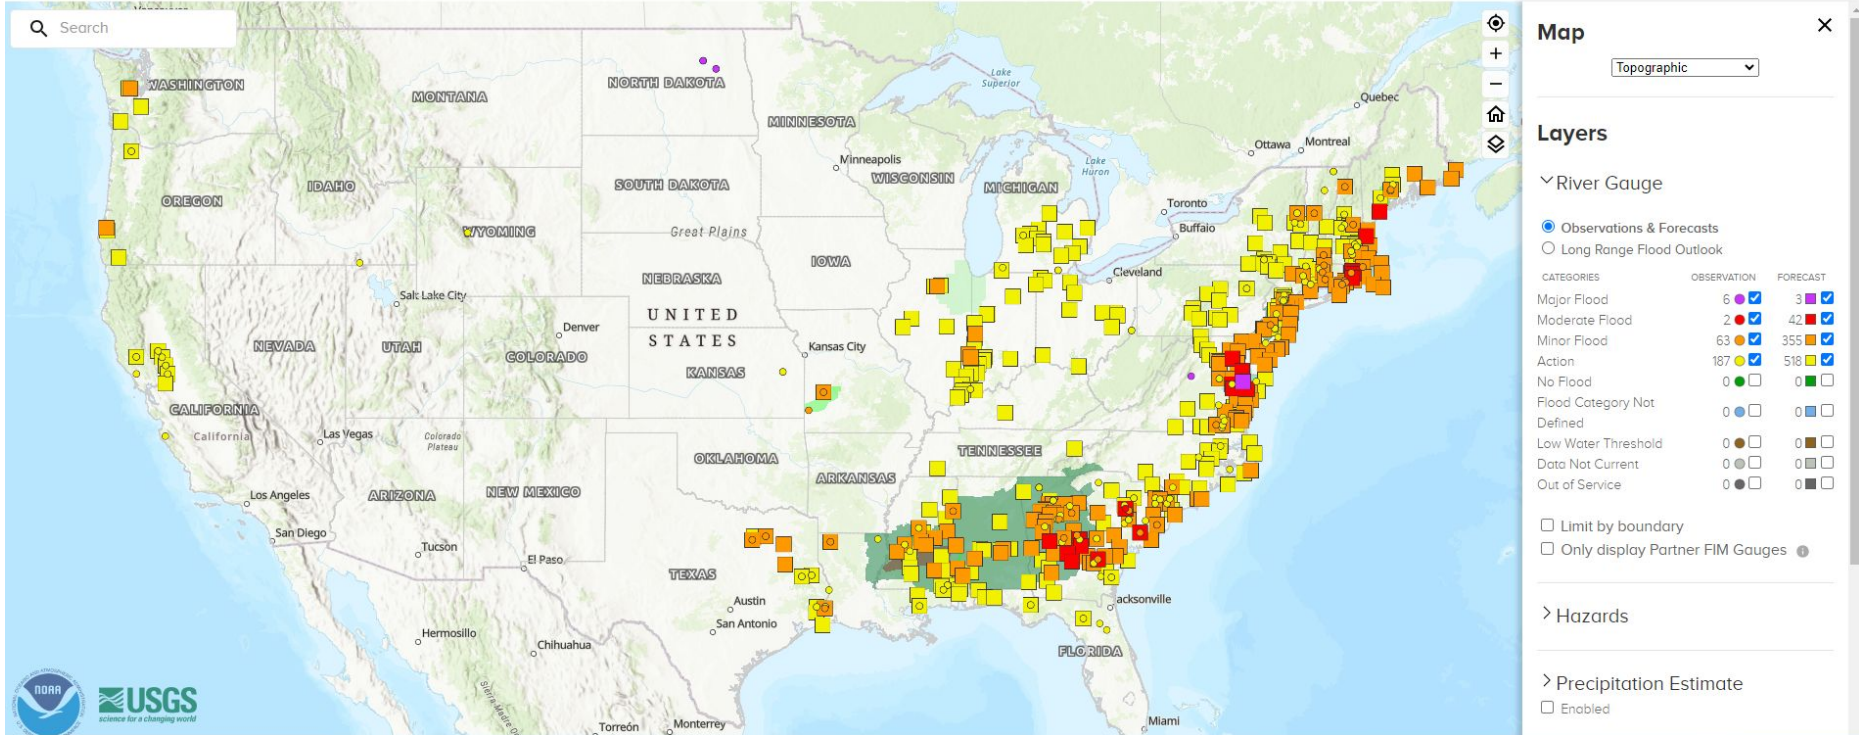 Search
Vancouver
WASHINGTON
MONTANA
NORTH DAKOTA
MINNESOTA
Lake
Superior
Quebec
Ottawa
Montreal
Minneapolis
WISCONSIN
MICHIGAN
Lake
Huron
OREGON
IDAHO
SOUTH DAKOTA
Toronto
WYOMING
Great Plains
Buffalo
IOWA
Cleveland
NEBRASKA
Salt Lake City
UNITED
STATES
Denver
NEVADA
UTAH
COLORADO
Kansas City
KANSAS
CALIFORNIA
California
Las Vegas
Colorado
Plateau
OKLAHOMA
TENNESSEE
ARKANSAS
Los Angeles
ARIZONA
NEW MEXICO
San Diego
Tucson
El Paso
TEXAS
Austin
San Antonio
acksonville
Hermosillo
Chihuahua
FLORIDA
Sierra Madre
Torreón
Monterrey
Miami
NOAA
USGS
science for a changing world
Map
Topographic
Layers
River Gauge
Observations & Forecasts
Long Range Flood Outlook
CATEGORIES OBSERVATION FORECAST
Major Flood 6 3
Moderate Flood 2 42
Minor Flood 63 355
Action 187 518
No Flood 0 0
Flood Category Not
Defined 0 0
Low Water Threshold 0 0
Data Not Current 0 0
Out of Service 0 0
Limit by boundary
Only display Partner FIM Gauges
Hazards
Precipitation Estimate
Enabled